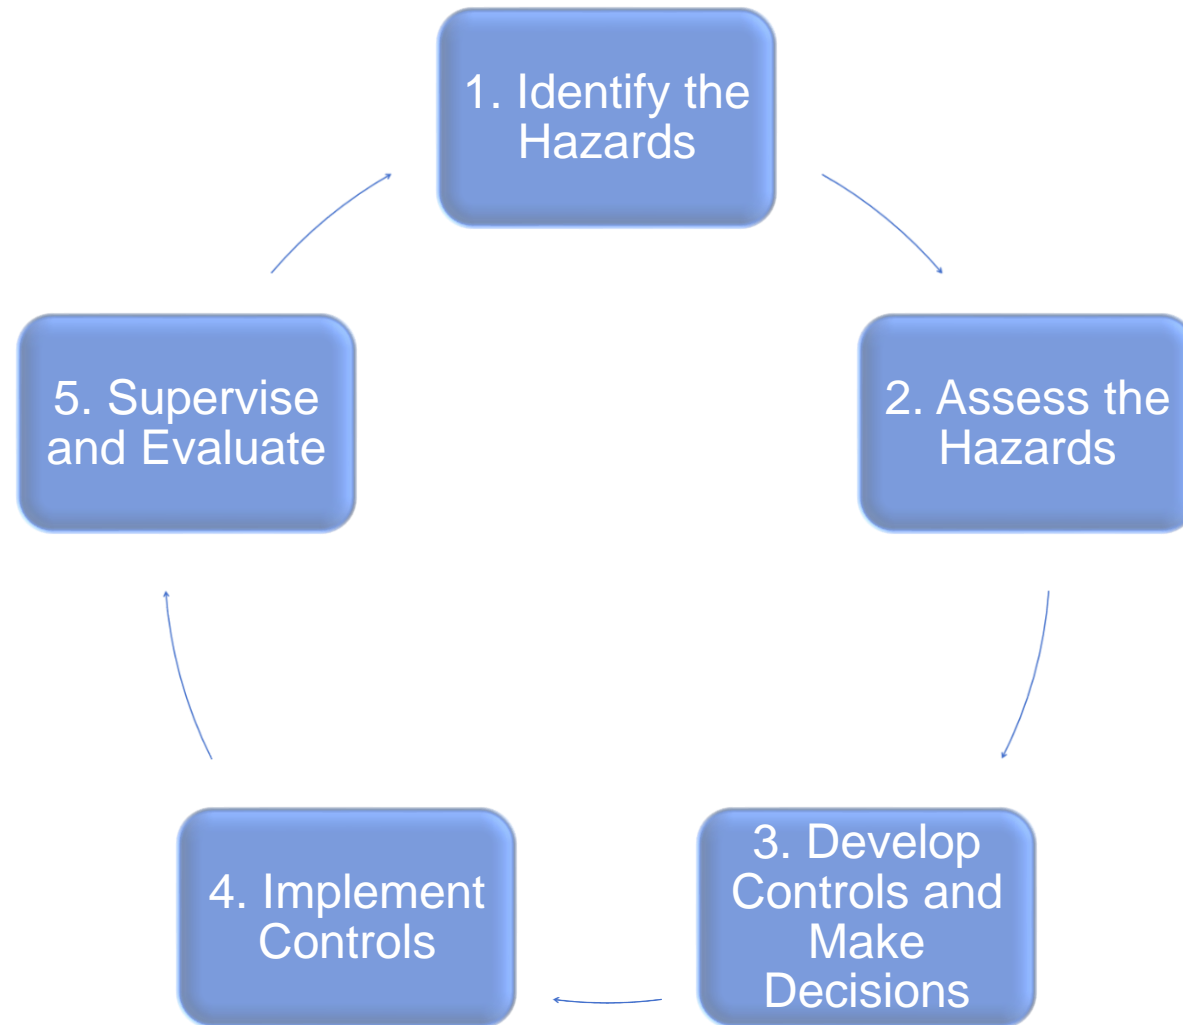 1. Identify the
Hazards
2. Assess the
Hazards
3. Develop
Controls and
Make
Decisions
4. Implement
Controls
5. Supervise
and Evaluate